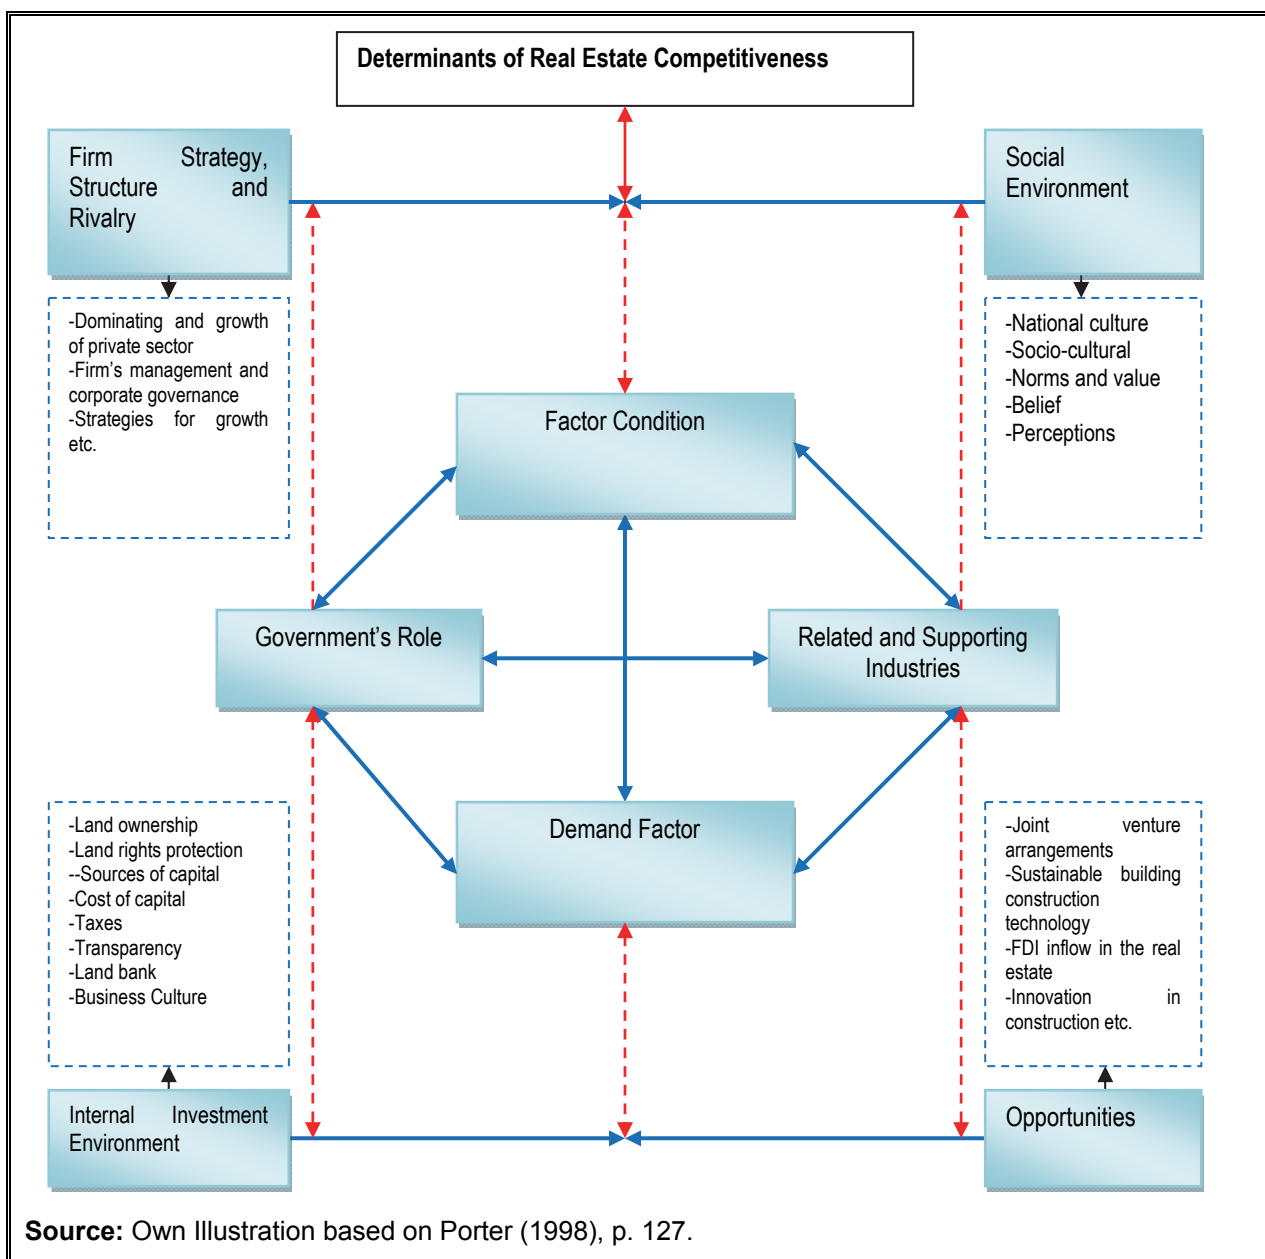 Determinants of Real Estate Competitiveness
Firm Strategy,
Structure and
Rivalry
Social
Environment
-Dominating and growth
of private sector
-Firm's management and
corporate governance
-Strategies for growth
etc.
-National culture
-Socio-cultural
-Norms and value
-Belief
-Perceptions
Factor Condition
Government's Role
Related and Supporting
Industries
Demand Factor
-Land ownership
-Land rights protection
--Sources of capital
-Cost of capital
-Taxes
-Transparency
-Land bank
-Business Culture
-Joint venture
arrangements
-Sustainable building
construction
technology
-FDI inflow in the real
estate
-Innovation in
construction etc.
Internal Investment
Environment
Opportunities
Source: Own Illustration based on Porter (1998), p. 127.